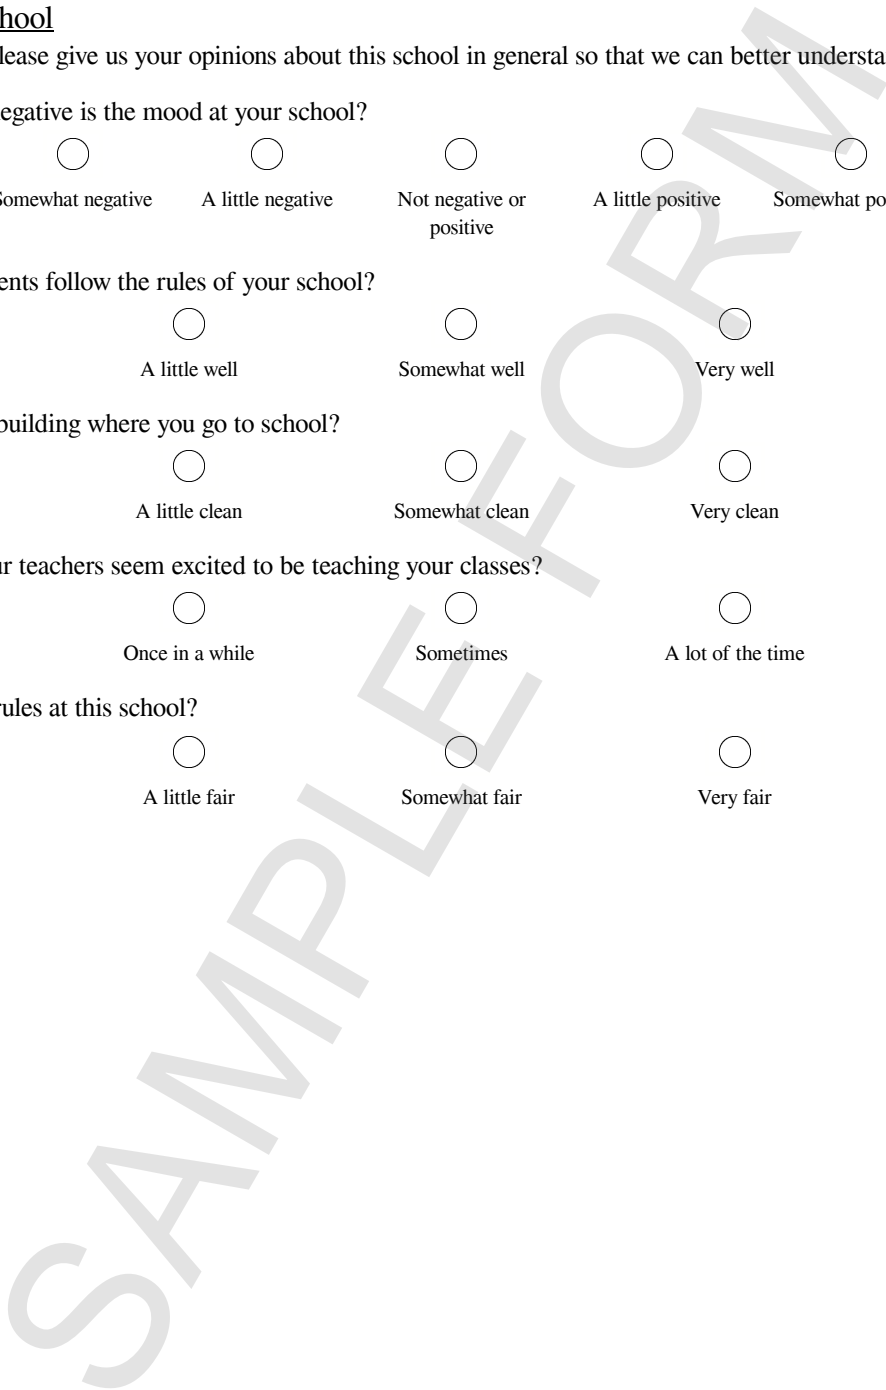 hool
lease give us your opinions about this school in general so that we can better understa
egative is the mood at your school?
Somewhat negative A little negative Not negative or A little positive Somewhat po
positive
ents follow the rules of your school?
A little well Somewhat well Very well
building where you go to school?
A little clean Somewhat clean Very clean
ur teachers seem excited to be teaching your classes?
Once in a while Sometimes A lot of the time
rules at this school?
A little fair Somewhat fair Very fair
SAMPLE FORM